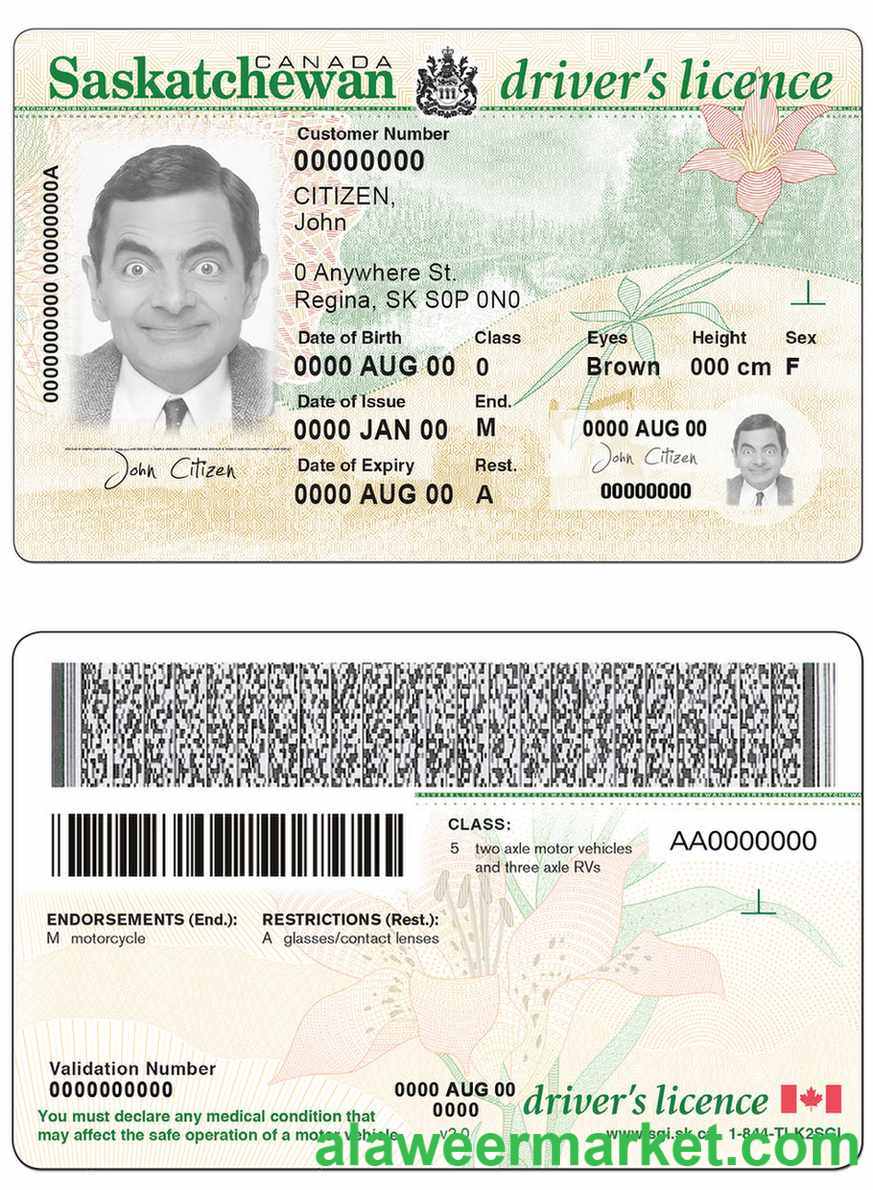 CANADA
Saskatchewan driver's licence
Customer Number
00000000
CITIZEN,
John
0 Anywhere St.
Regina, SK S0P 0N0
000000000 00000000A
Date of Birth Class Eyes Height Sex
0000 AUG 00 0 Brown 000 cm F
Date of Issue End.
0000 JAN 00 M
Date of Expiry Rest.
0000 AUG 00 A
John Citizen
0000 AUG 00
John Citizen
00000000
CLASS:
5 two axle motor vehicles
and three axle RVs
AA0000000
ENDORSEMENTS (End.): RESTRICTIONS (Rest.):
M motorcycle A glasses/contact lenses
Validation Number
0000000000
You must declare any medical condition that
may affect the safe operation of a motor vehicle
0000 AUG 00
0000
v2.0
driver's licence
www.sgi.sk.ca 1-844-TLK2SGI
alaweermarket.com